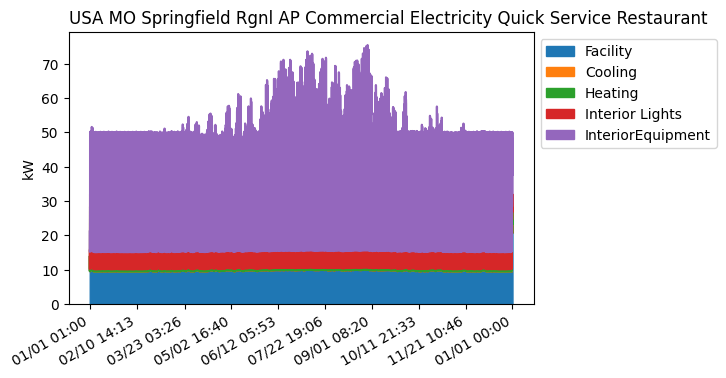 USA MO Springfield Rgnl AP Commercial Electricity Quick Service Restaurant
Facility
Cooling
Heating
Interior Lights
InteriorEquipment
kW
70
60
50
40
30
20
10
0
01/01 01:00
02/10 14:13
03/23 03:26
05/02 16:40
06/12 05:53
07/22 19:06
09/01 08:20
10/11 21:33
11/21 10:46
01/01 00:00